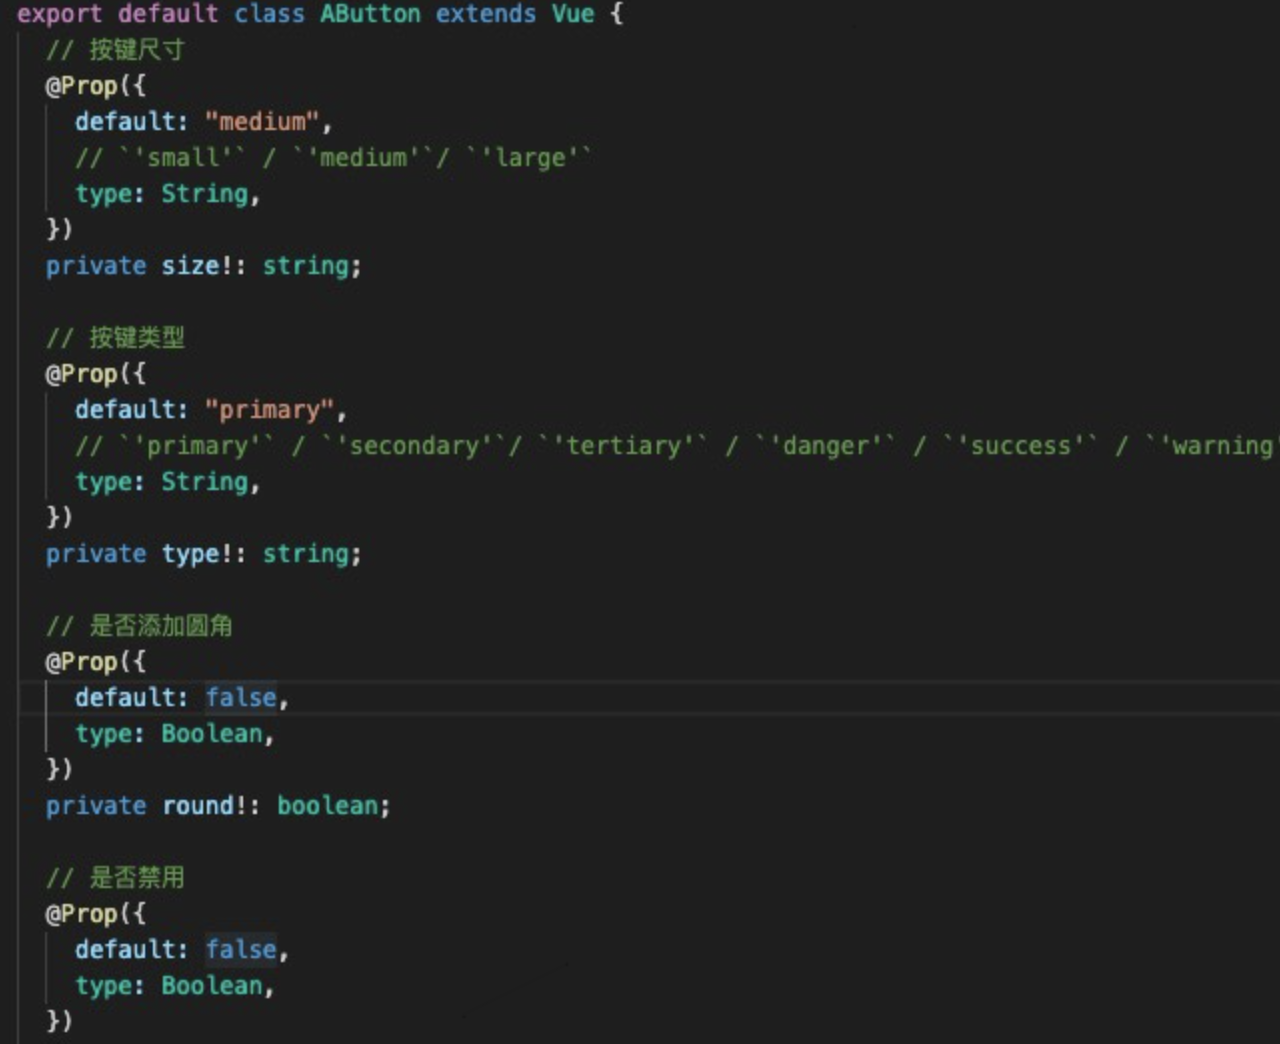 export default class AButton extends Vue {
// 按键尺寸
@Prop({
default: "medium",
// `'small'` / `'medium'`/ `'large'`
type: String,
})
private size!: string;
// 按键类型
@Prop({
default: "primary",
// `'primary'` / `'secondary'`/ `'tertiary'` / `'danger'` / `'success'` / `'warning'
type: String,
})
private type!: string;
// 是否添加圆角
@Prop({
default: false,
type: Boolean,
})
private round!: boolean;
// 是否禁用
@Prop({
default: false,
type: Boolean,
})